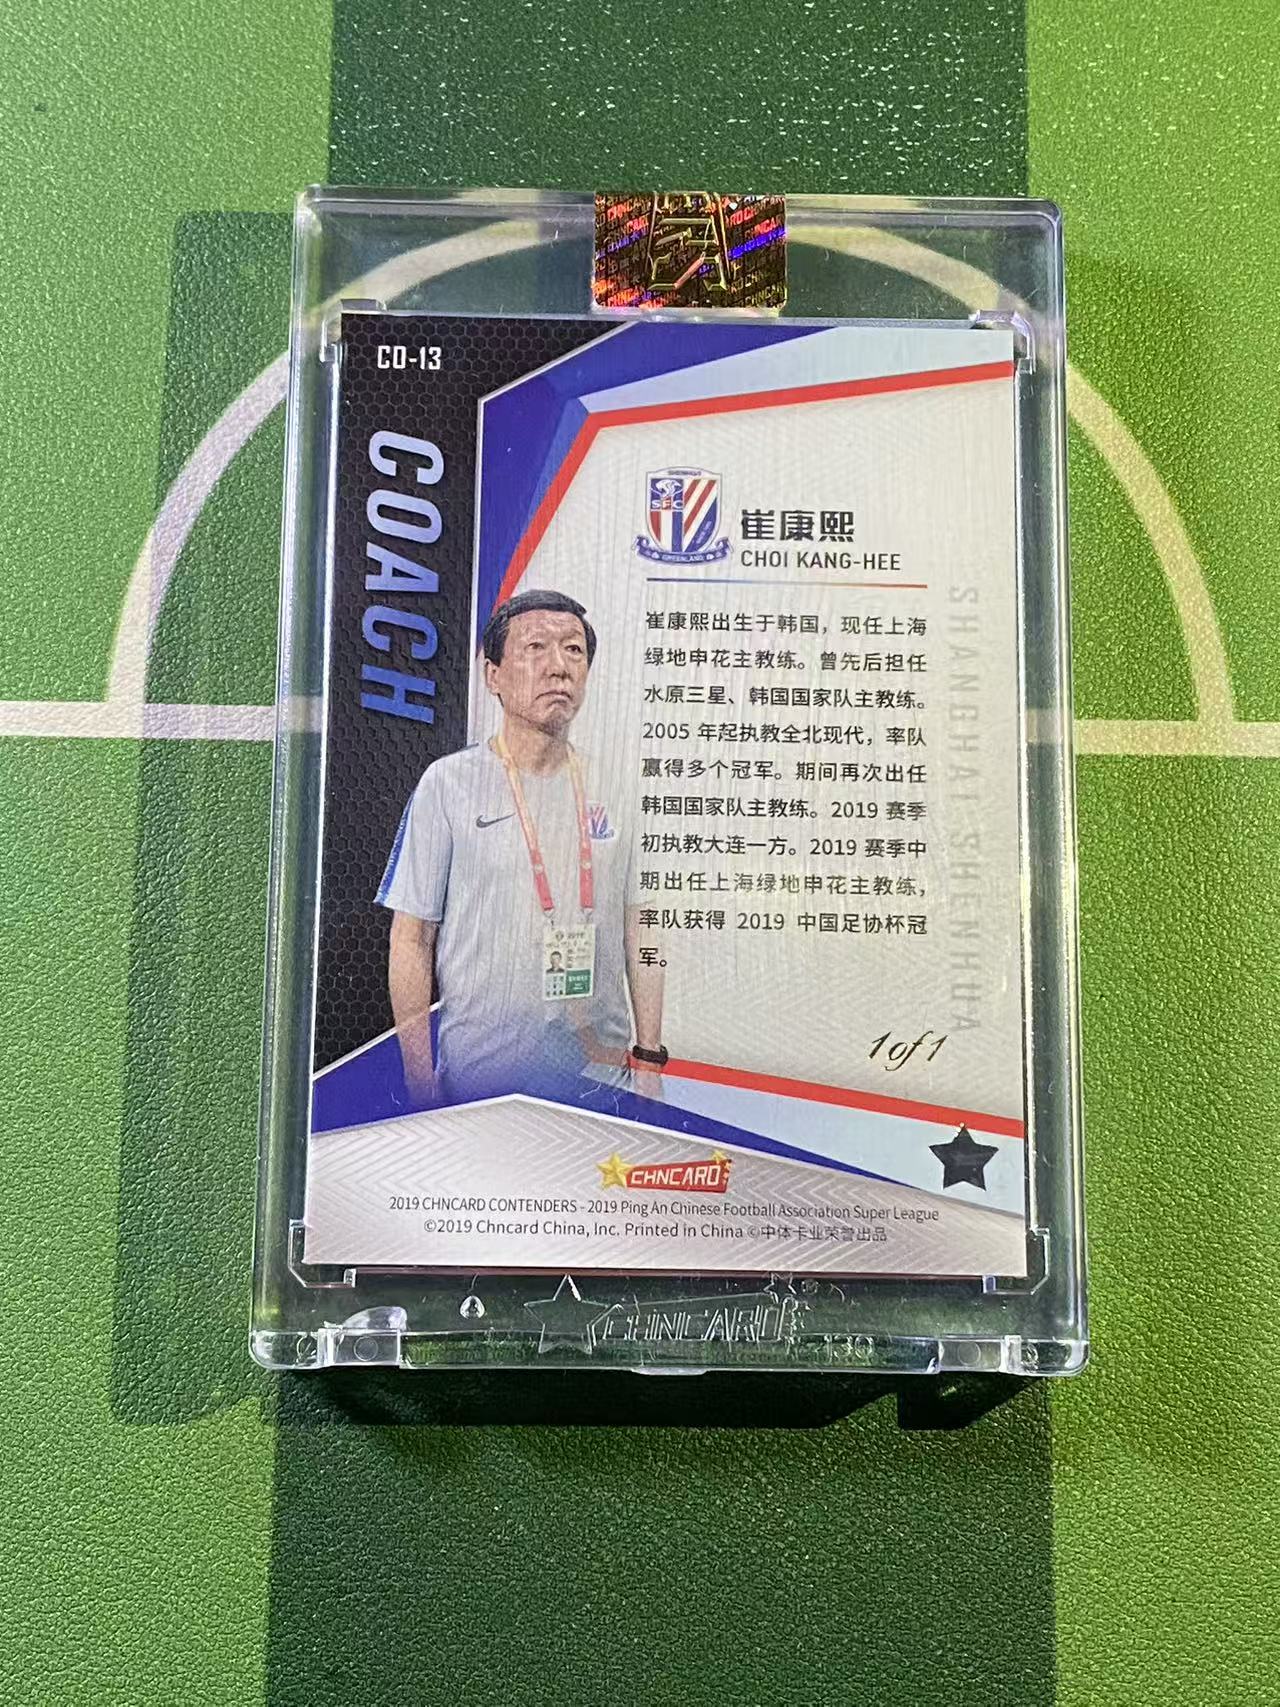 CO-13
COACH
SHENHUA
SFC
GREENLAND
崔康熙
CHOI KANG-HEE
崔康熙出生于韩国，现任上海
绿地申花主教练。曾先后担任
水原三星、韩国国家队主教练。
2005 年起执教全北现代，率队
赢得多个冠军。期间再次出任
韩国国家队主教练。2019 赛季
初执教大连一方。2019 赛季中
期出任上海绿地申花主教练，
率队获得 2019 中国足协杯冠
军。
SHANGHAI SHENHUA
1of1
CHNCARD
2019 CHNCARD CONTENDERS - 2019 Ping An Chinese Football Association Super League
©2019 Chncard China, Inc. Printed in China ©中体卡业荣誉出品
CHNCARD
130